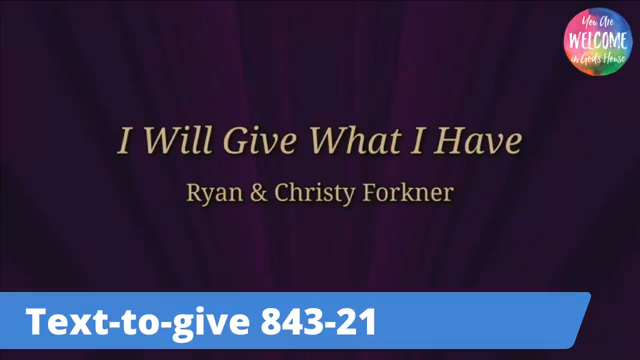 You Are
WELCOME
in God's House
I Will Give What I Have
Ryan & Christy Forkner
Text-to-give 843-21